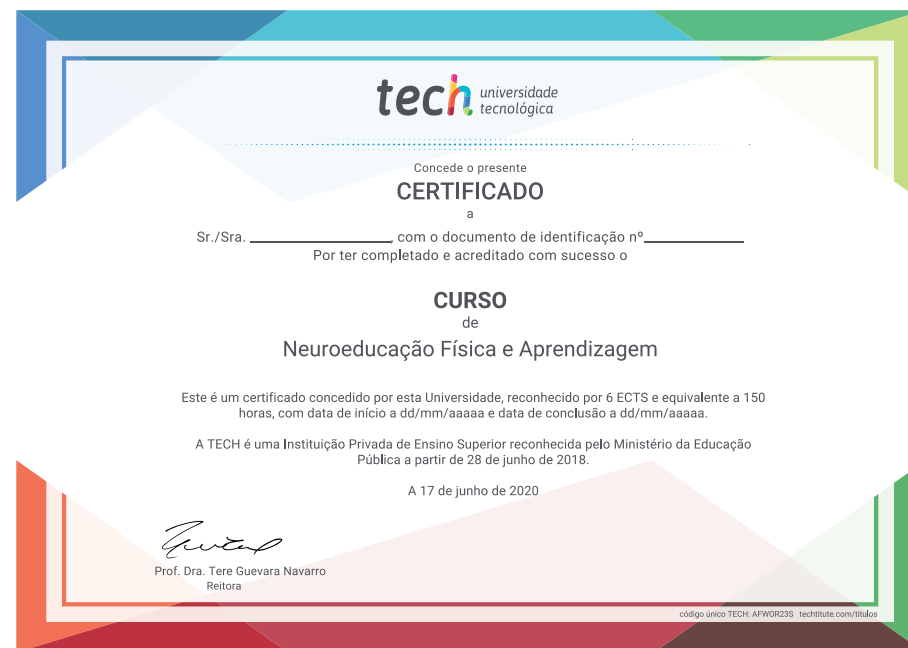 tech universidade
tecnológica
Concede o presente
CERTIFICADO
a
Sr./Sra. ____________________, com o documento de identificação nº______________
Por ter completado e acreditado com sucesso o
CURSO
de
Neuroeducação Física e Aprendizagem
Este é um certificado concedido por esta Universidade, reconhecido por 6 ECTS e equivalente a 150
horas, com data de início a dd/mm/aaaaa e data de conclusão a dd/mm/aaaaa.
A TECH é uma Instituição Privada de Ensino Superior reconhecida pelo Ministério da Educação
Pública a partir de 28 de junho de 2018.
A 17 de junho de 2020
Prof. Dra. Tere Guevara Navarro
Reitora
código único TECH: AFWOR23S techtitute.com/titulos